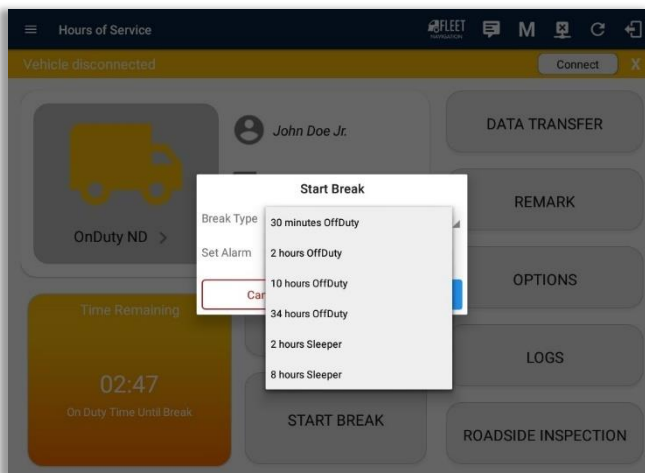 Hours of Service
FLEET
NAVIGATION
M
Vehicle disconnected
Connect
X
John Doe Jr.
DATA TRANSFER
Start Break
Break Type
30 minutes OffDuty
REMARK
OnDuty ND >
Set Alarm
2 hours OffDuty
10 hours OffDuty
Can
OPTIONS
34 hours OffDuty
Time Remaining
2 hours Sleeper
LOGS
8 hours Sleeper
02:47
On Duty Time Until Break
START BREAK
ROADSIDE INSPECTION